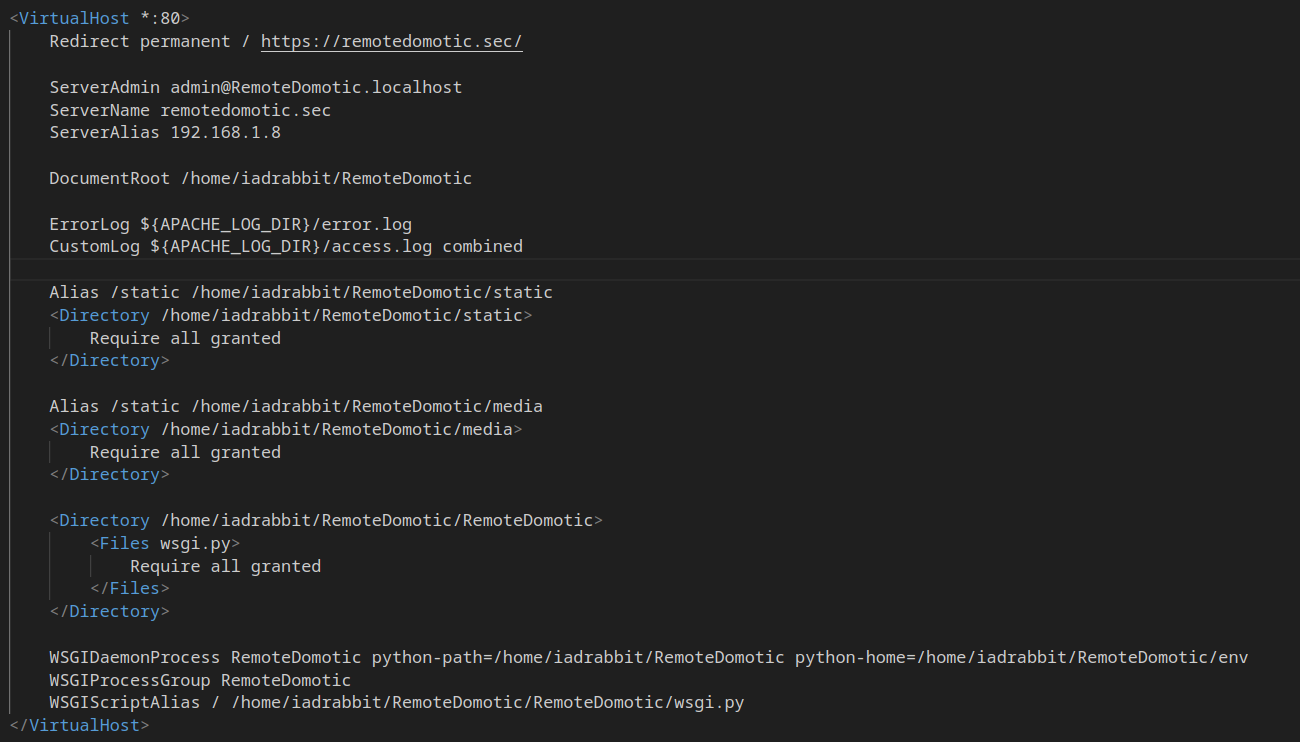 <VirtualHost *:80>
    Redirect permanent / https://remotedomotic.sec/

    ServerAdmin admin@RemoteDomotic.localhost
    ServerName remotedomotic.sec
    ServerAlias 192.168.1.8

    DocumentRoot /home/iadrabbit/RemoteDomotic

    ErrorLog ${APACHE_LOG_DIR}/error.log
    CustomLog ${APACHE_LOG_DIR}/access.log combined

    Alias /static /home/iadrabbit/RemoteDomotic/static
    <Directory /home/iadrabbit/RemoteDomotic/static>
        Require all granted
    </Directory>

    Alias /static /home/iadrabbit/RemoteDomotic/media
    <Directory /home/iadrabbit/RemoteDomotic/media>
        Require all granted
    </Directory>

    <Directory /home/iadrabbit/RemoteDomotic/RemoteDomotic>
        <Files wsgi.py>
            Require all granted
        </Files>
    </Directory>

    WSGIDaemonProcess RemoteDomotic python-path=/home/iadrabbit/RemoteDomotic python-home=/home/iadrabbit/RemoteDomotic/env
    WSGIProcessGroup RemoteDomotic
    WSGIScriptAlias / /home/iadrabbit/RemoteDomotic/RemoteDomotic/wsgi.py
</VirtualHost>